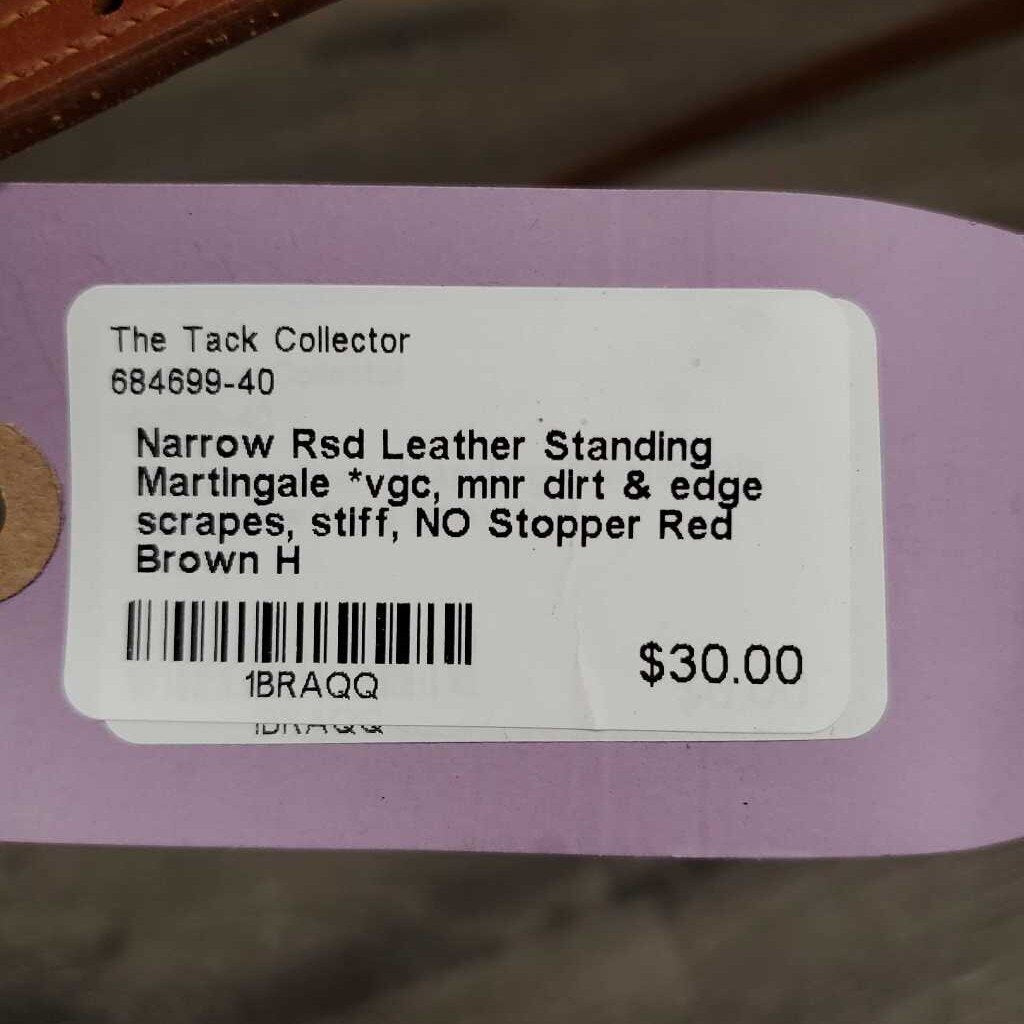 The Tack Collector
684699-40
Narrow Rsd Leather Standing
Martingale *vgc, mnr dirt & edge
scrapes, stiff, NO Stopper Red
Brown H
1BRAQQ
$30.00
1BRAQQ